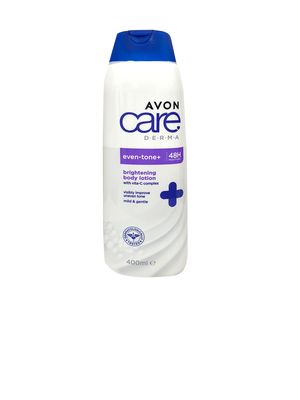 AVON
care
DERMA
even-tone+
48H
brightening
body lotion
with vita-C complex
visibly improve
uneven tone
mild & gentle
400ml e